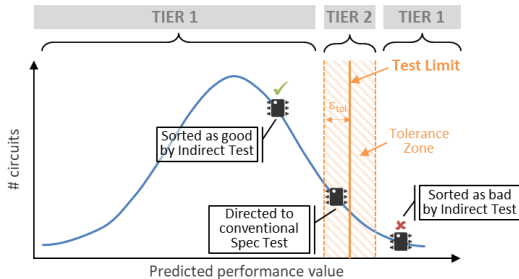 TIER 1
TIER 2
TIER 1
Test Limit
εtol
Tolerance
Zone
Sorted as good
by Indirect Test
Directed to
conventional
Spec Test
Sorted as bad
by Indirect Test
# circuits
Predicted performance value